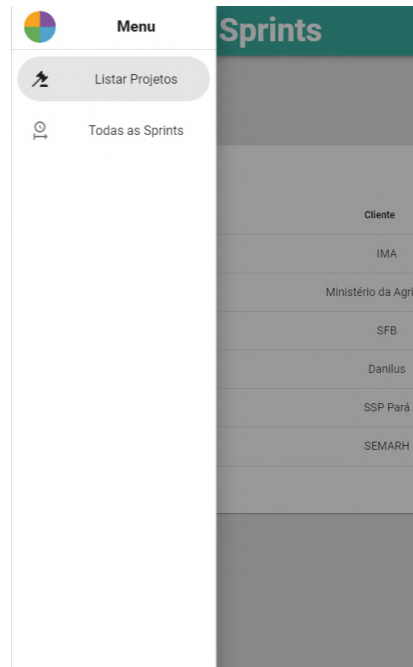 Menu
Sprints
Listar Projetos
Todas as Sprints
Cliente
IMA
Ministério da Agri
SFB
Danilus
SSP Pará
SEMARH